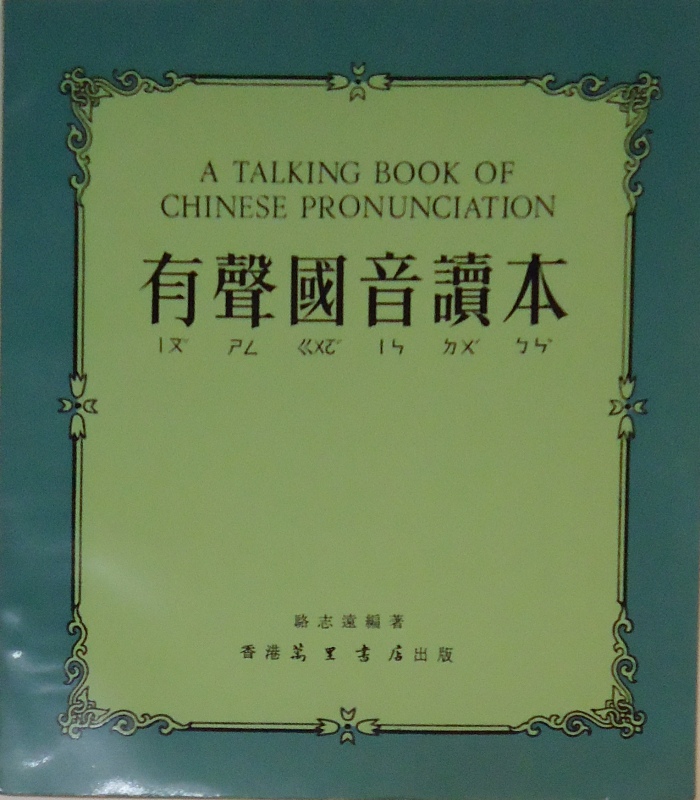 A TALKING BOOK OF
CHINESE PRONUNCIATION
有聲國音讀本
ㄧㄡˇ ㄕㄥ ㄍㄨㄛˊ ㄧㄣ ㄉㄨˊ ㄅㄣˇ
駱志遠編著
香港萬里書店出版